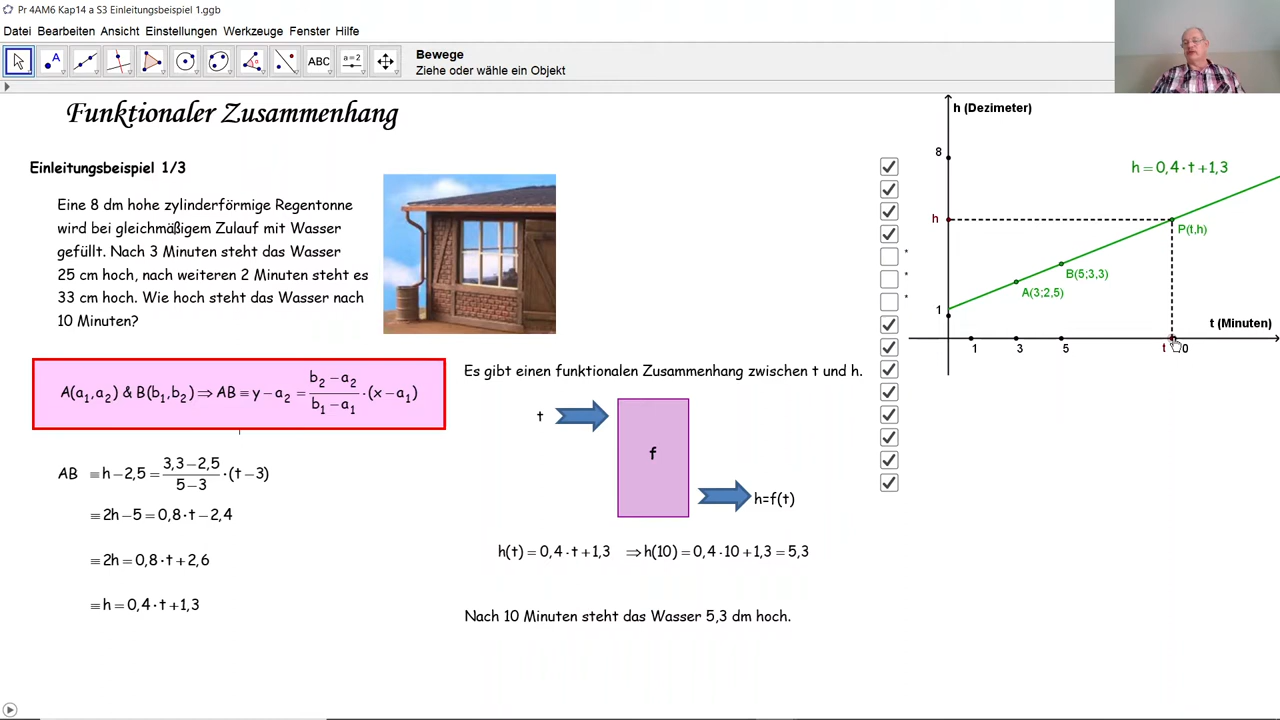 Pr 4AM6 Kap14 a S3 Einleitungsbeispiel 1.ggb
Datei Bearbeiten Ansicht Einstellungen Werkzeuge Fenster Hilfe
A
ABC
a=2
Bewege
Ziehe oder wähle ein Objekt
Funktionaler Zusammenhang
Einleitungsbeispiel 1/3
Eine 8 dm hohe zylinderförmige Regentonne
wird bei gleichmäßigem Zulauf mit Wasser
gefüllt. Nach 3 Minuten steht das Wasser
25 cm hoch, nach weiteren 2 Minuten steht es
33 cm hoch. Wie hoch steht das Wasser nach
10 Minuten?
A(a₁,a₂) & B(b₁,b₂) ⇒ AB ≡ y − a₂ = (b₂ − a₂)/(b₁ − a₁) · (x − a₁)
AB ≡ h − 2,5 = (3,3 − 2,5)/(5 − 3) · (t − 3)
≡ 2h − 5 = 0,8 · t − 2,4
≡ 2h = 0,8 · t + 2,6
≡ h = 0,4 · t + 1,3
Es gibt einen funktionalen Zusammenhang zwischen t und h.
t
f
h=f(t)
h(t) = 0,4 · t + 1,3 ⇒ h(10) = 0,4 · 10 + 1,3 = 5,3
Nach 10 Minuten steht das Wasser 5,3 dm hoch.
*
*
*
h (Dezimeter)
8
h = 0,4 · t + 1,3
h
P(t,h)
B(5;3,3)
A(3;2,5)
1
t (Minuten)
1 3 5 t 0